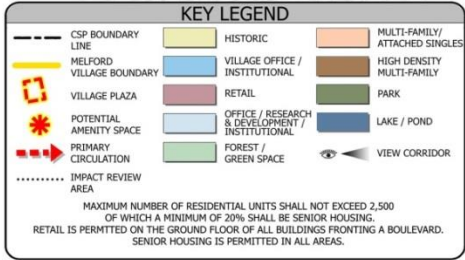 KEY LEGEND
CSP BOUNDARY
LINE
MELFORD
VILLAGE BOUNDARY
VILLAGE PLAZA
POTENTIAL
AMENITY SPACE
PRIMARY
CIRCULATION
IMPACT REVIEW
AREA
HISTORIC
VILLAGE OFFICE /
INSTITUTIONAL
RETAIL
OFFICE / RESEARCH
& DEVELOPMENT /
INSTITUTIONAL
FOREST /
GREEN SPACE
MULTI-FAMILY/
ATTACHED SINGLES
HIGH DENSITY
MULTI-FAMILY
PARK
LAKE / POND
VIEW CORRIDOR
MAXIMUM NUMBER OF RESIDENTIAL UNITS SHALL NOT EXCEED 2,500
OF WHICH A MINIMUM OF 20% SHALL BE SENIOR HOUSING.
RETAIL IS PERMTTED ON THE GROUND FLOOR OF ALL BUILDINGS FRONTING A BOULEVARD.
SENIOR HOUSING IS PERMITTED IN ALL AREAS.